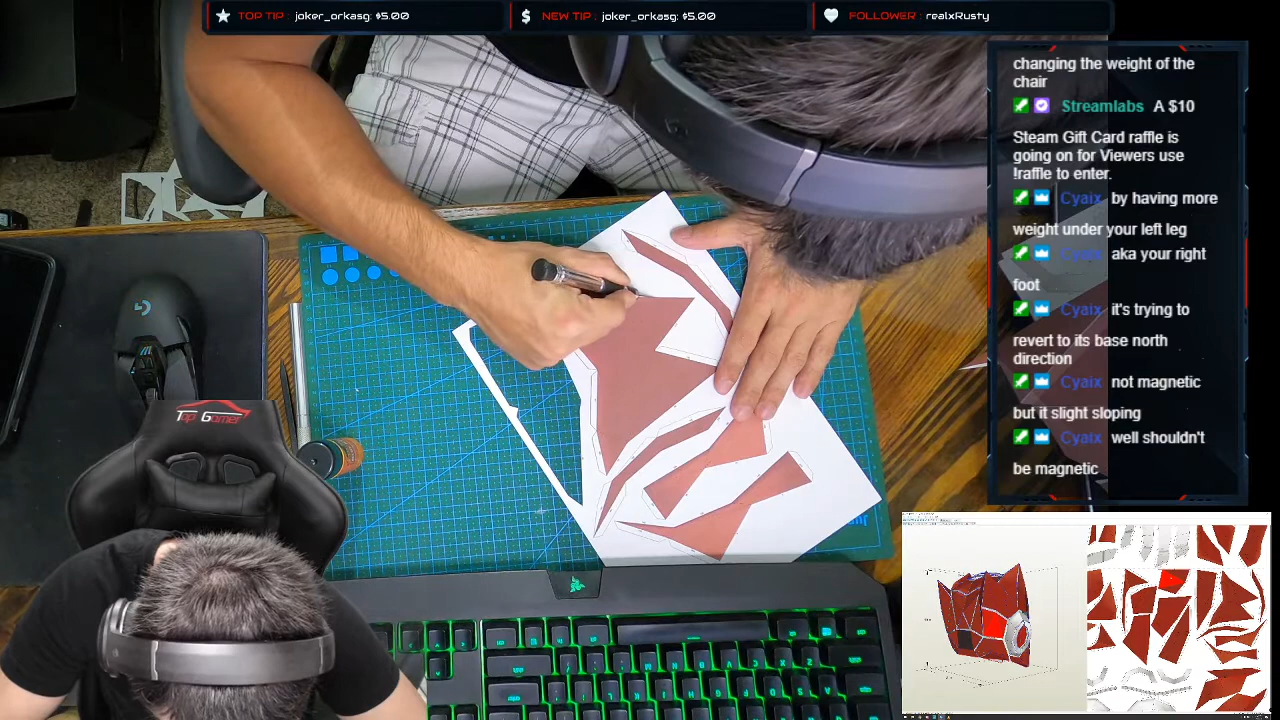 TOP TIP : joker_orkasg: $5.00
NEW TIP : joker_orkasg: $5.00
FOLLOWER : realxRusty
changing the weight of the
chair
Streamlabs A $10
Steam Gift Card raffle is
going on for Viewers use
!raffle to enter.
Cyaix by having more
weight under your left leg
Cyaix aka your right
foot
Cyaix it's trying to
revert to its base north
direction
Cyaix not magnetic
but it slight sloping
Cyaix well shouldn't
be magnetic
Top Gamer